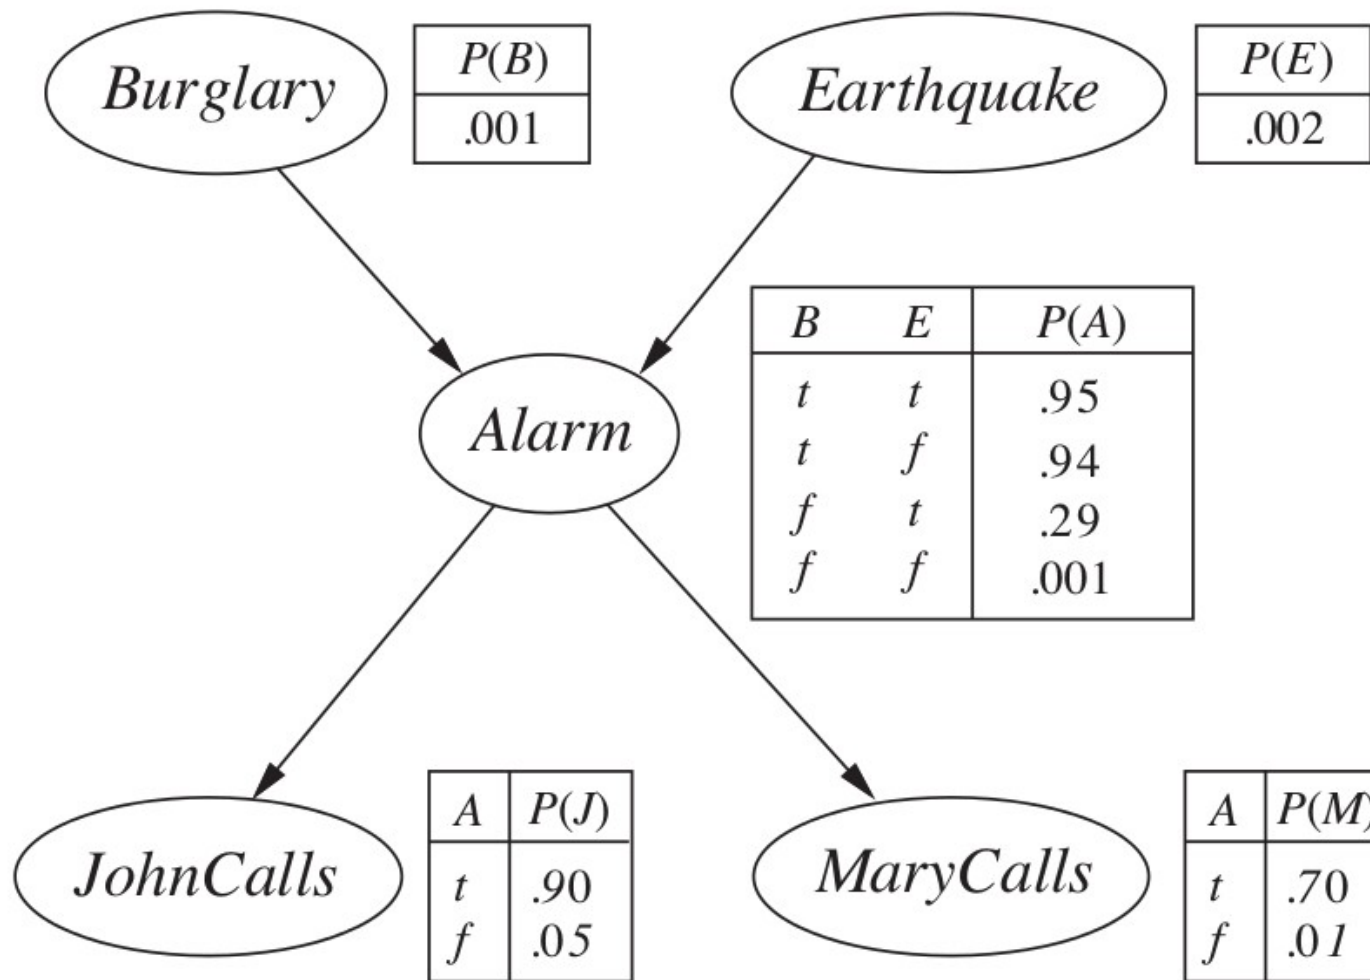 Burglary
P(B)
.001
Earthquake
P(E)
.002
Alarm
B E P(A)
t t .95
t f .94
f t .29
f f .001
JohnCalls
A P(J)
t .90
f .05
MaryCalls
A P(M)
t .70
f .01